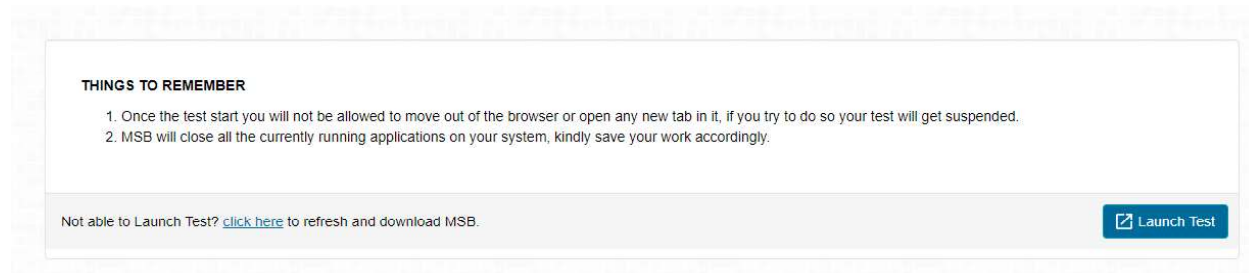 THINGS TO REMEMBER
1. Once the test start you will not be allowed to move out of the browser or open any new tab in it, if you try to do so your test will get suspended.
2. MSB will close all the currently running applications on your system, kindly save your work accordingly.
Not able to Launch Test? click here to refresh and download MSB.
Launch Test